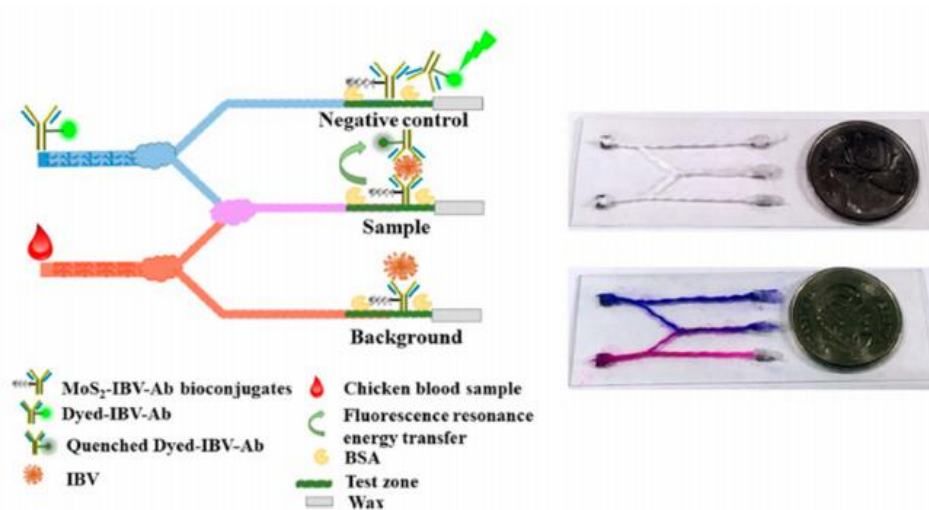 Negative control
Sample
Background
MoS₂-IBV-Ab bioconjugates
Dyed-IBV-Ab
Quenched Dyed-IBV-Ab
IBV
Chicken blood sample
Fluorescence resonance
energy transfer
BSA
Test zone
Wax